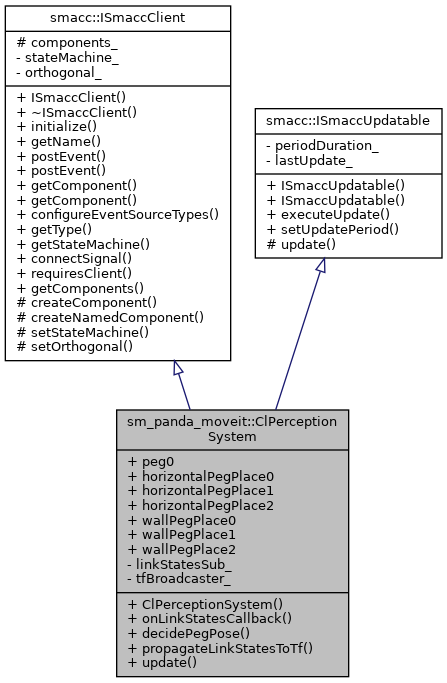 smacc::ISmaccClient
# components_
- stateMachine_
- orthogonal_
+ ISmaccClient()
+ ~ISmaccClient()
+ initialize()
+ getName()
+ postEvent()
+ postEvent()
+ getComponent()
+ getComponent()
+ configureEventSourceTypes()
+ getType()
+ getStateMachine()
+ connectSignal()
+ requiresClient()
+ getComponents()
# createComponent()
# createNamedComponent()
# setStateMachine()
# setOrthogonal()
smacc::ISmaccUpdatable
- periodDuration_
- lastUpdate_
+ ISmaccUpdatable()
+ ISmaccUpdatable()
+ executeUpdate()
+ setUpdatePeriod()
# update()
sm_panda_moveit::ClPerception
System
+ peg0
+ horizontalPegPlace0
+ horizontalPegPlace1
+ horizontalPegPlace2
+ wallPegPlace0
+ wallPegPlace1
+ wallPegPlace2
- linkStatesSub_
- tfBroadcaster_
+ ClPerceptionSystem()
+ onLinkStatesCallback()
+ decidePegPose()
+ propagateLinkStatesToTf()
+ update()